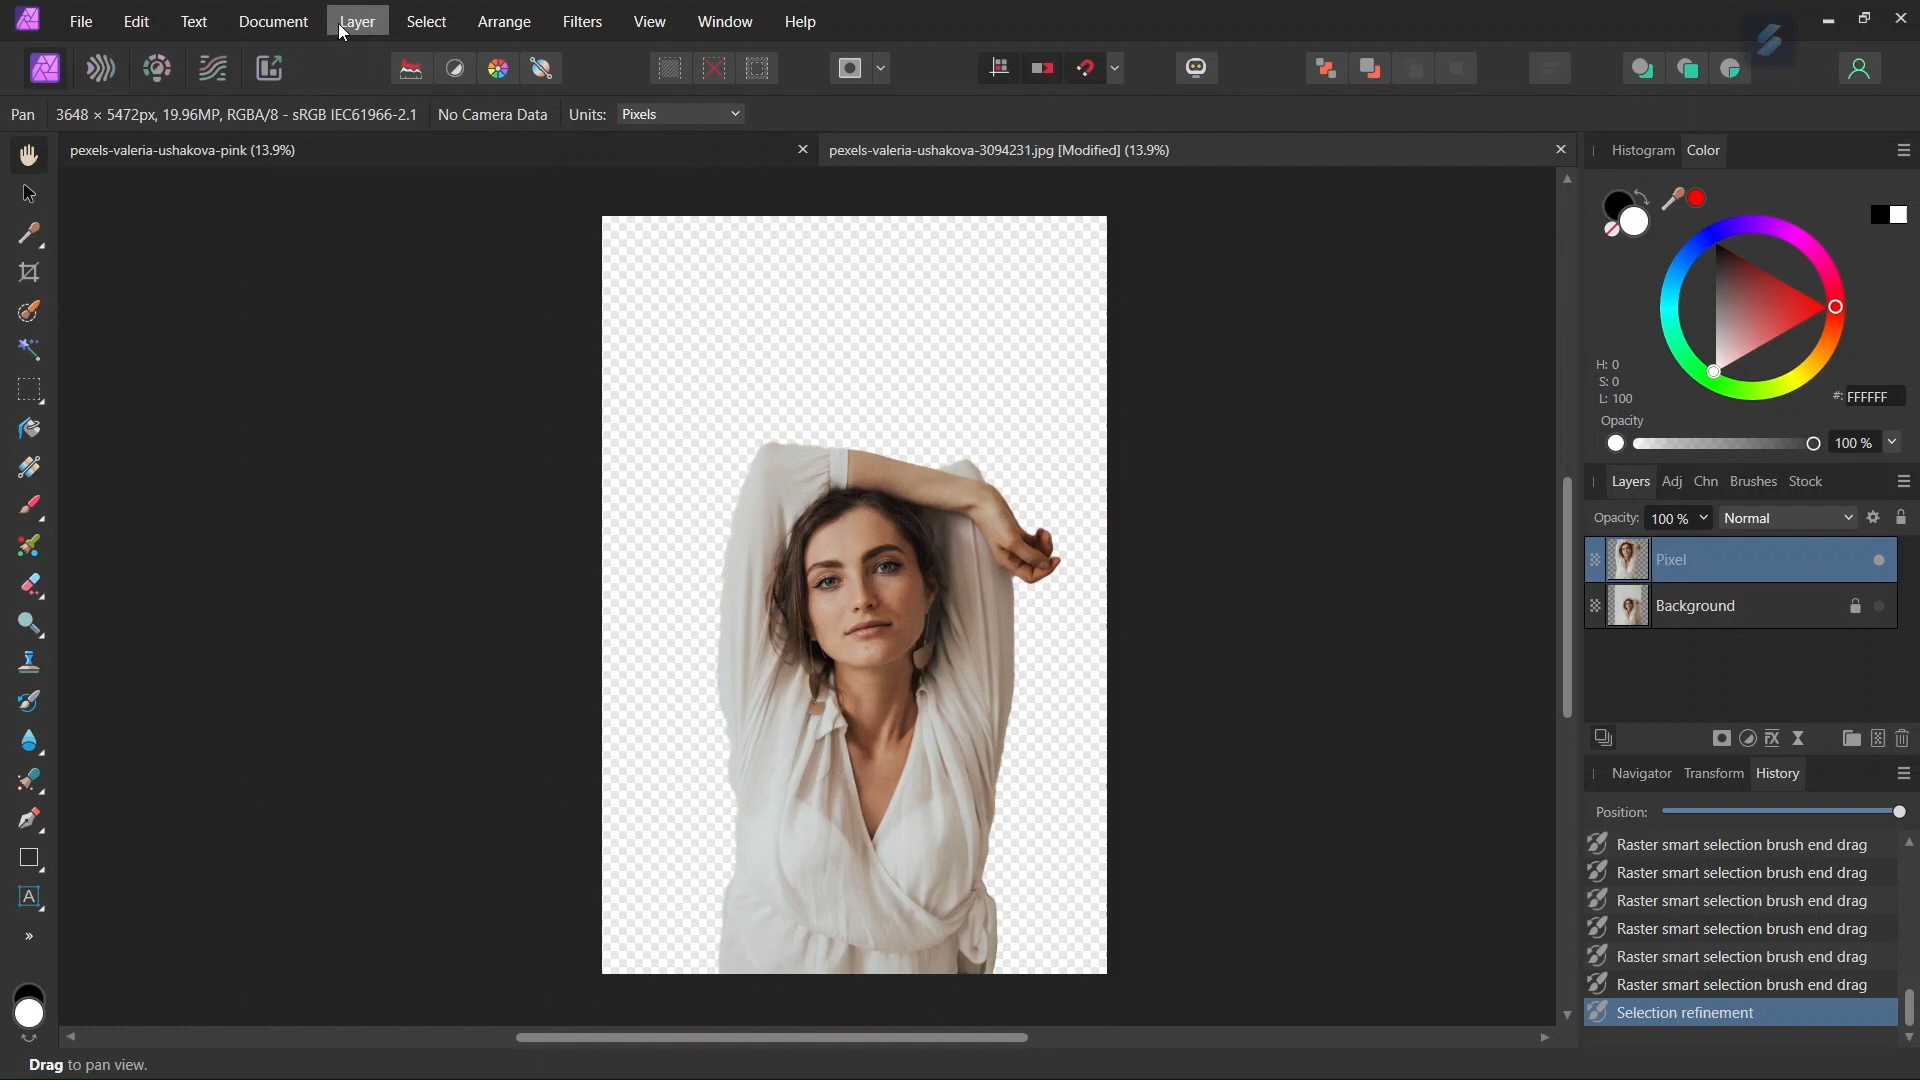 File Edit Text Document Layer Select Arrange Filters View Window Help
Pan 3648 × 5472px, 19.96MP, RGBA/8 - sRGB IEC61966-2.1 No Camera Data Units: Pixels
pexels-valeria-ushakova-pink (13.9%) pexels-valeria-ushakova-3094231.jpg [Modified] (13.9%)
Histogram Color
H: 0
S: 0
L: 100
#: FFFFFF
Opacity
100 %
Layers Adj Chn Brushes Stock
Opacity: 100 % Normal
Pixel
Background
Navigator Transform History
Position:
Raster smart selection brush end drag
Raster smart selection brush end drag
Raster smart selection brush end drag
Raster smart selection brush end drag
Raster smart selection brush end drag
Raster smart selection brush end drag
Selection refinement
Drag to pan view.